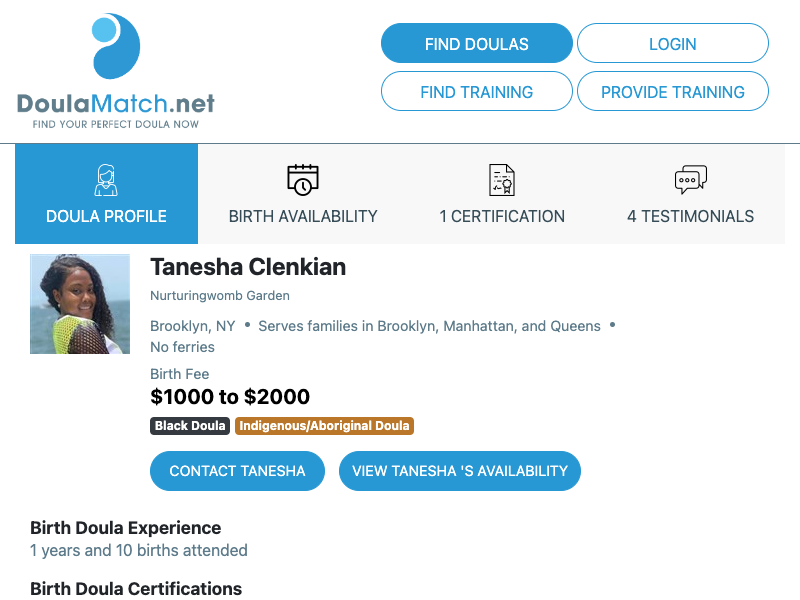 DoulaMatch.net
FIND YOUR PERFECT DOULA NOW
FIND DOULAS
LOGIN
FIND TRAINING
PROVIDE TRAINING
DOULA PROFILE
BIRTH AVAILABILITY
1 CERTIFICATION
4 TESTIMONIALS
Tanesha Clenkian
Nurturingwomb Garden
Brooklyn, NY • Serves families in Brooklyn, Manhattan, and Queens •
No ferries
Birth Fee
$1000 to $2000
Black Doula Indigenous/Aboriginal Doula
CONTACT TANESHA
VIEW TANESHA 'S AVAILABILITY
Birth Doula Experience
1 years and 10 births attended
Birth Doula Certifications